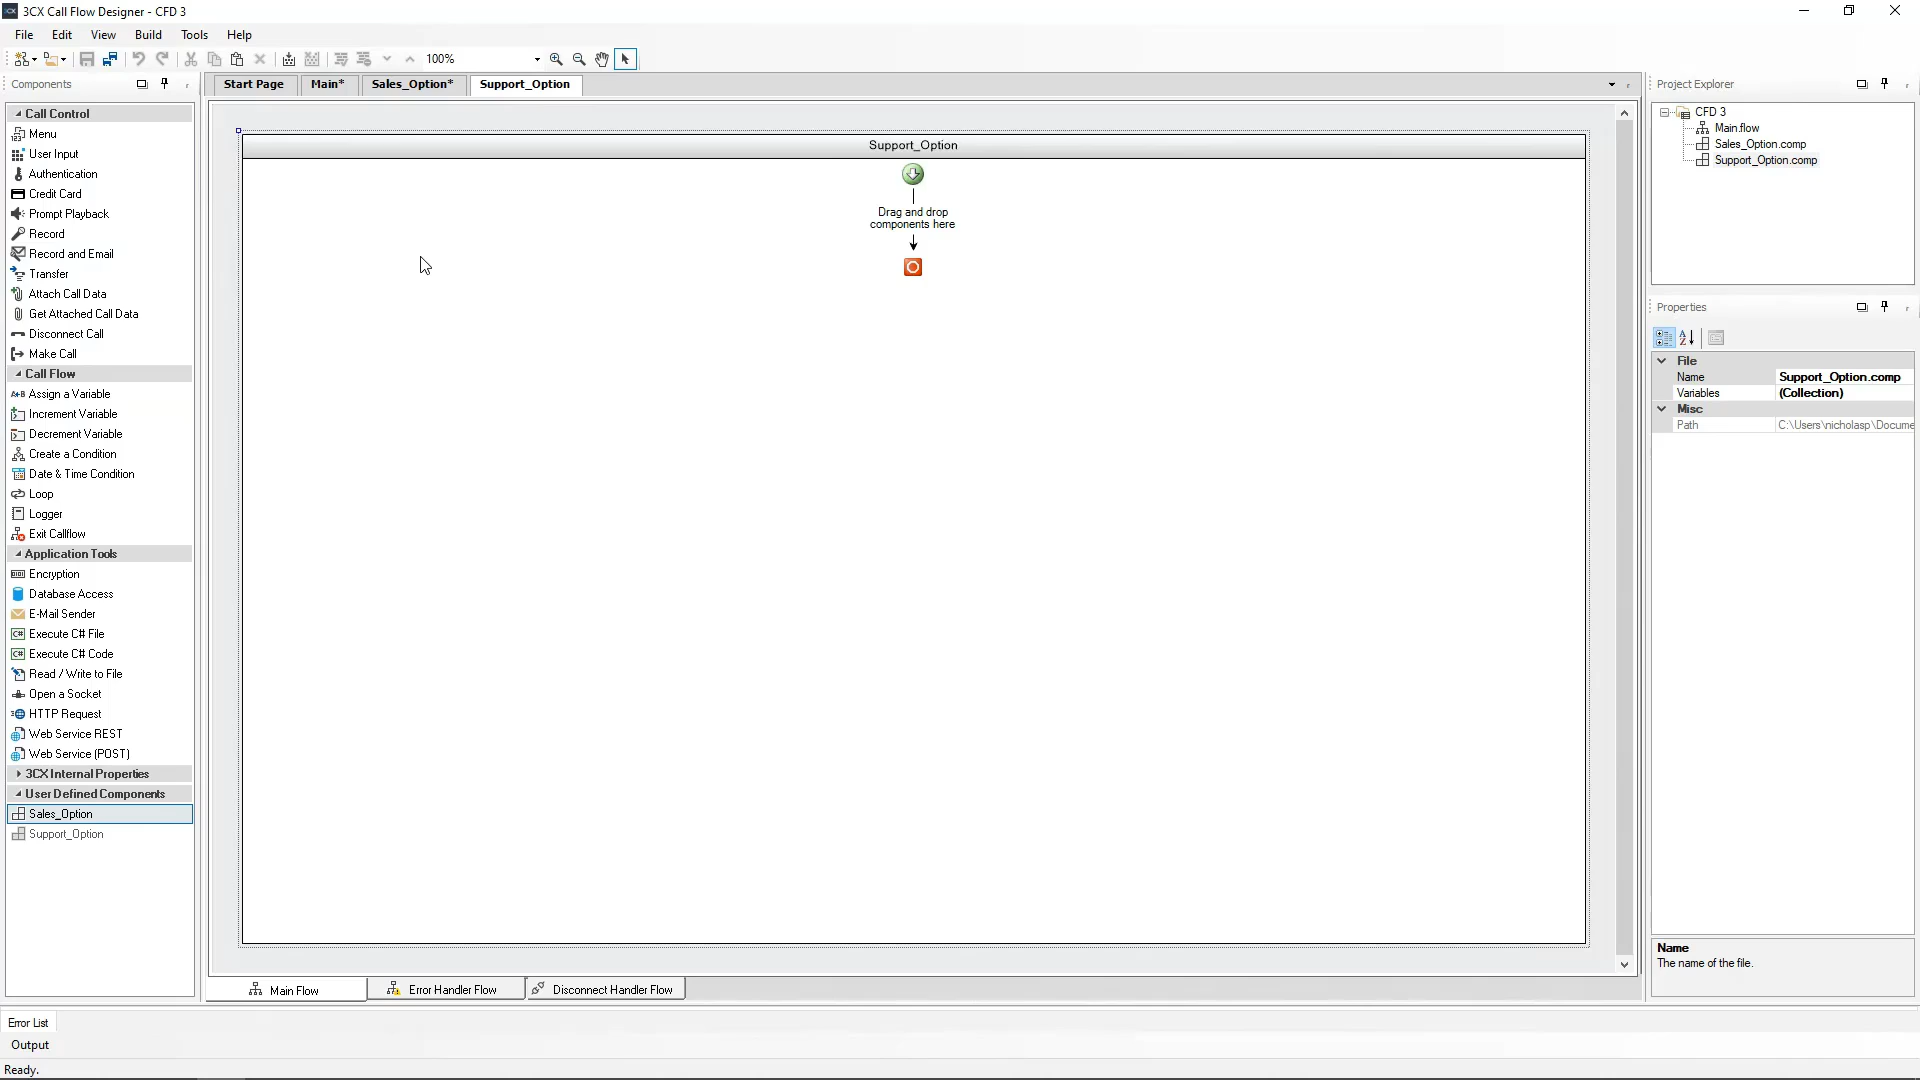 3CX Call Flow Designer - CFD 3
File Edit View Build Tools Help
100%
Components
Start Page Main* Sales_Option* Support_Option
Project Explorer
Call Control
Menu
User Input
Authentication
Credit Card
Prompt Playback
Record
Record and Email
Transfer
Attach Call Data
Get Attached Call Data
Disconnect Call
Make Call
Call Flow
Assign a Variable
Increment Variable
Decrement Variable
Create a Condition
Date & Time Condition
Loop
Logger
Exit Callflow
Application Tools
Encryption
Database Access
E-Mail Sender
Execute C# File
Execute C# Code
Read / Write to File
Open a Socket
HTTP Request
Web Service REST
Web Service (POST)
3CX Internal Properties
User Defined Components
Sales_Option
Support_Option
Support_Option
Drag and drop
components here
Main Flow Error Handler Flow Disconnect Handler Flow
CFD 3
Main.flow
Sales_Option.comp
Support_Option.comp
Properties
File
Name Support_Option.comp
Variables (Collection)
Misc
Path C:\Users\nicholasp\Docume
Name
The name of the file.
Error List
Output
Ready.